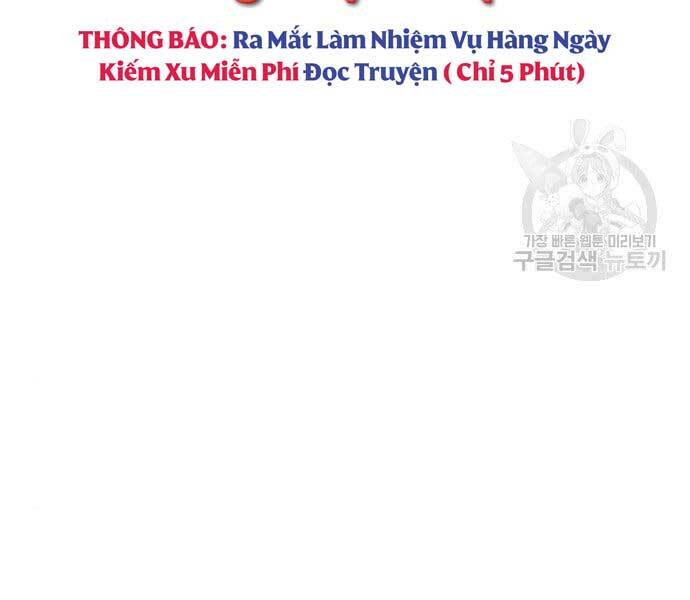 THÔNG BÁO: Ra Mắt Làm Nhiệm Vụ Hàng Ngày
Kiếm Xu Miễn Phí Đọc Truyện ( Chỉ 5 Phút)
가장 빠른 웹툰 미리보기
구글검색 뉴토끼